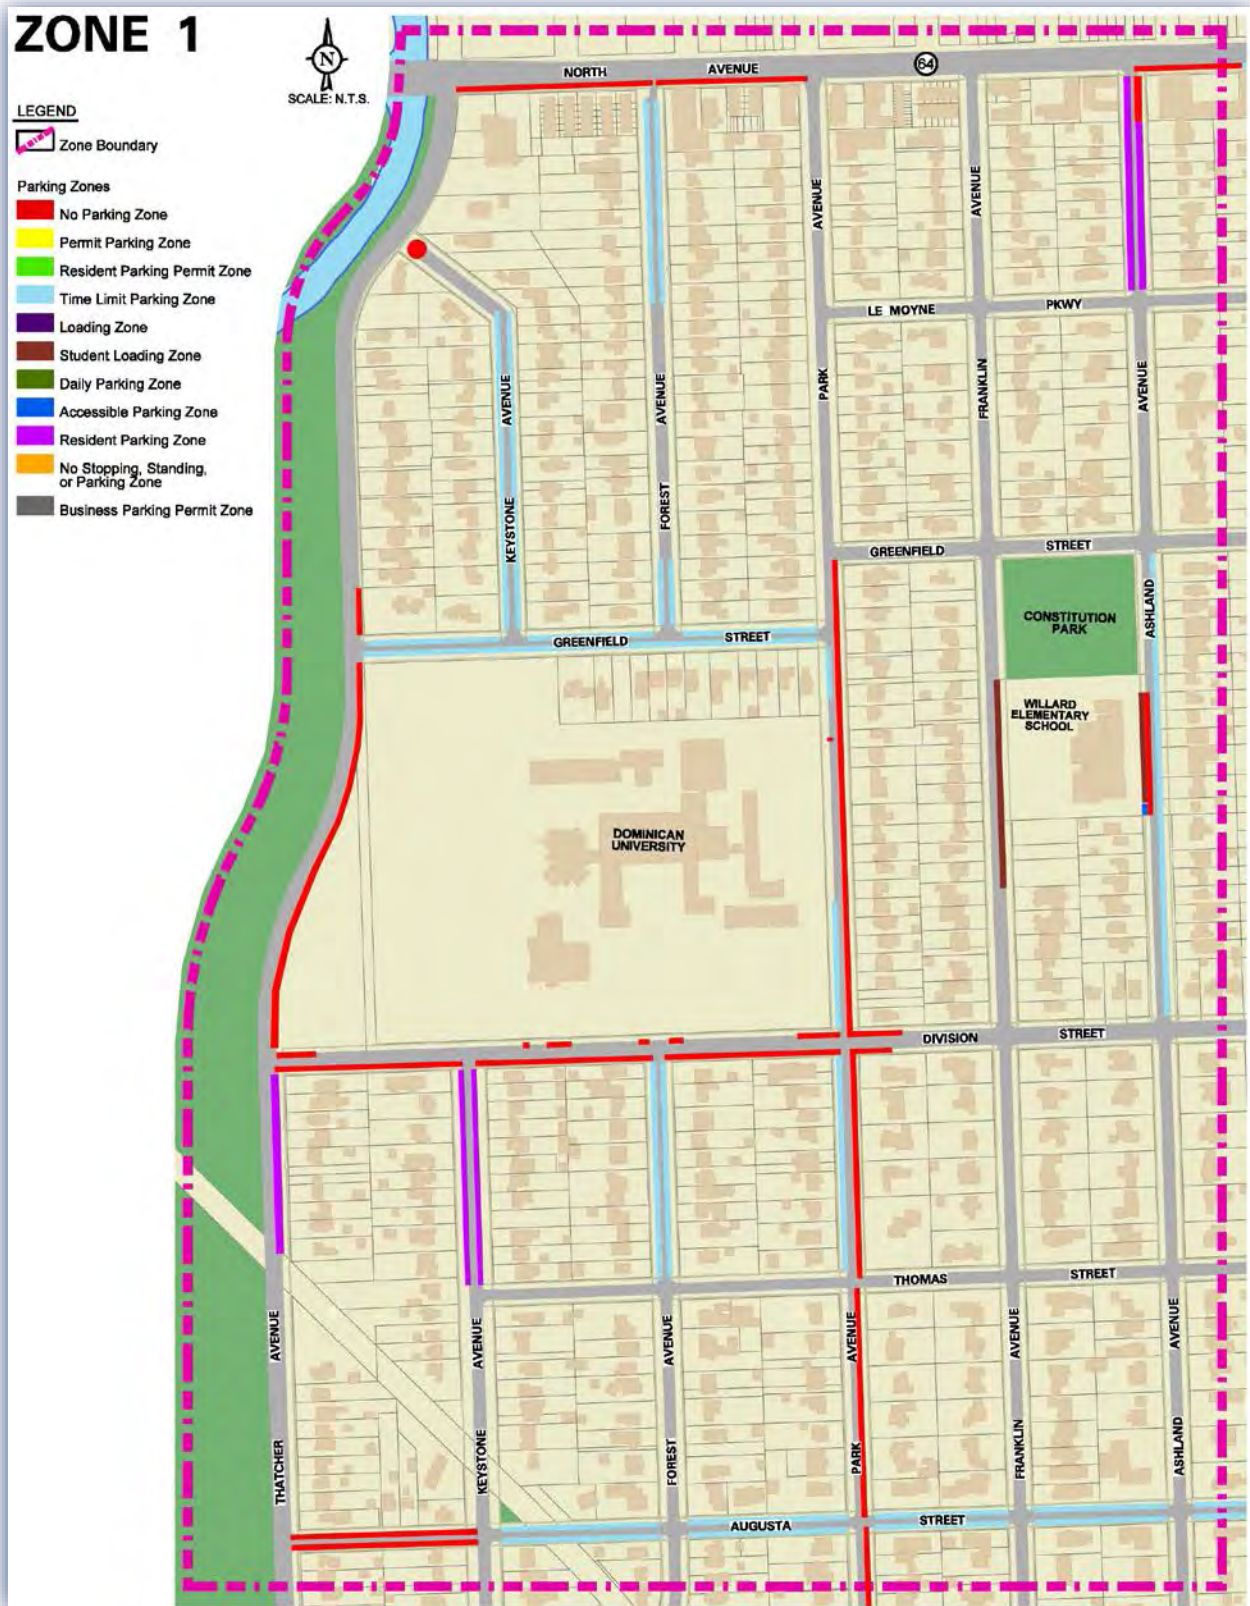 ZONE 1
N
SCALE: N.T.S.
LEGEND
Zone Boundary
Parking Zones
No Parking Zone
Permit Parking Zone
Resident Parking Permit Zone
Time Limit Parking Zone
Loading Zone
Student Loading Zone
Daily Parking Zone
Accessible Parking Zone
Resident Parking Zone
No Stopping, Standing,
or Parking Zone
Business Parking Permit Zone
NORTH AVENUE
64
AVENUE
AVENUE
LE MOYNE PKWY
AVENUE
AVENUE
PARK
FRANKLIN
AVENUE
KEYSTONE
FOREST
GREENFIELD STREET
CONSTITUTION
PARK
ASHLAND
GREENFIELD STREET
WILLARD
ELEMENTARY
SCHOOL
DOMINICAN
UNIVERSITY
DIVISION STREET
THOMAS STREET
AVENUE
AVENUE
AVENUE
AVENUE
AVENUE
AVENUE
THATCHER
KEYSTONE
FOREST
PARK
FRANKLIN
ASHLAND
AUGUSTA STREET